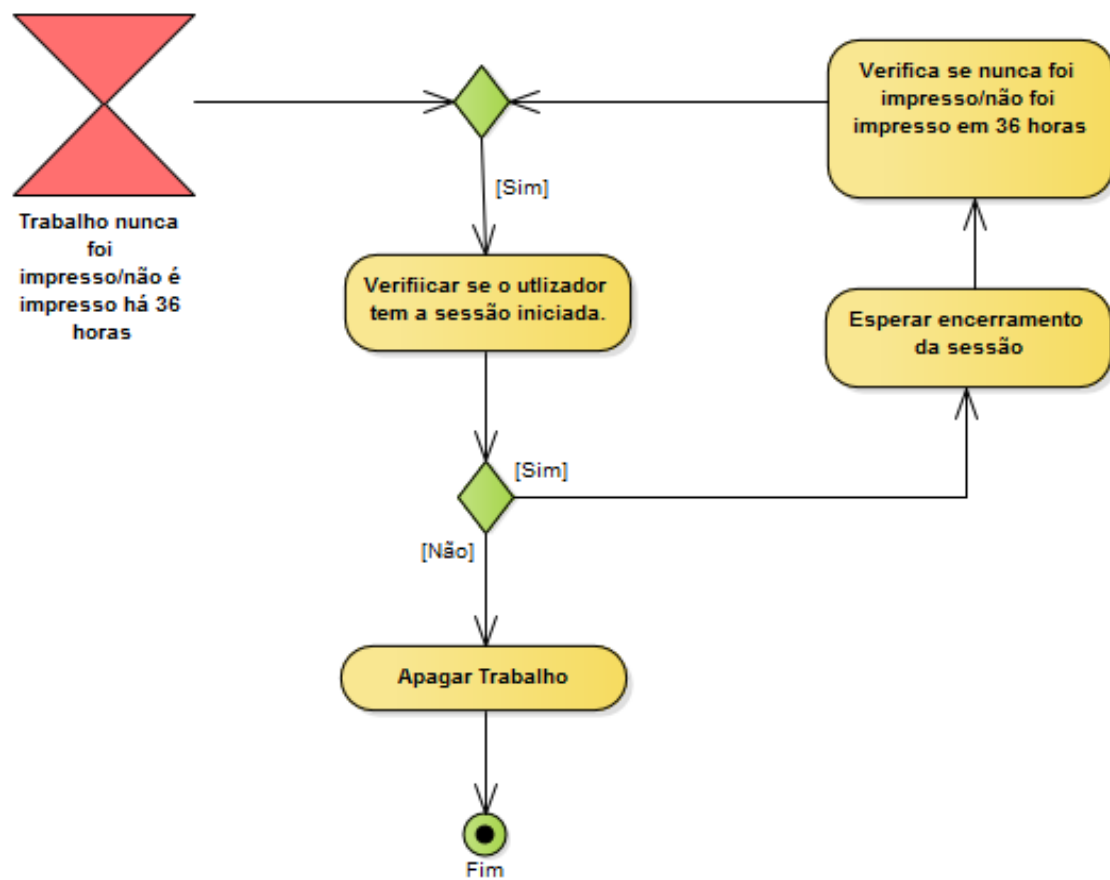 Trabalho nunca
foi
impresso/não é
impresso há 36
horas
[Sim]
Verifiicar se o utlizador
tem a sessão iniciada.
Verifica se nunca foi
impresso/não foi
impresso em 36 horas
Esperar encerramento
da sessão
[Sim]
[Não]
Apagar Trabalho
Fim